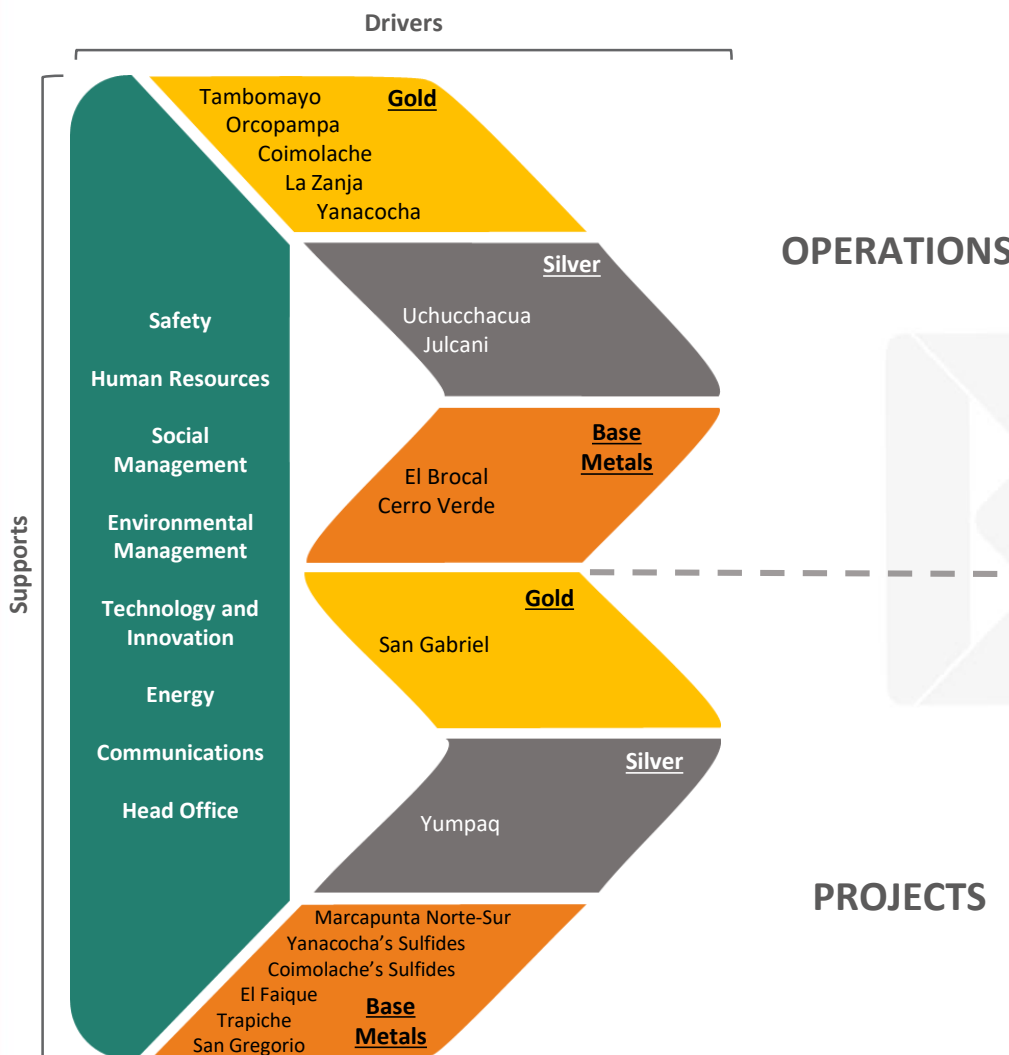 Drivers
Supports
Safety
Human Resources
Social
Management
Environmental
Management
Technology and
Innovation
Energy
Communications
Head Office
Gold
Tambomayo
Orcopampa
Coimolache
La Zanja
Yanacocha
Silver
Uchucchacua
Julcani
Base
Metals
El Brocal
Cerro Verde
OPERATIONS
Gold
San Gabriel
Silver
Yumpaq
Marcapunta Norte-Sur
Yanacocha’s Sulfides
Coimolache’s Sulfides
El Faique
Trapiche
San Gregorio
Base
Metals
PROJECTS